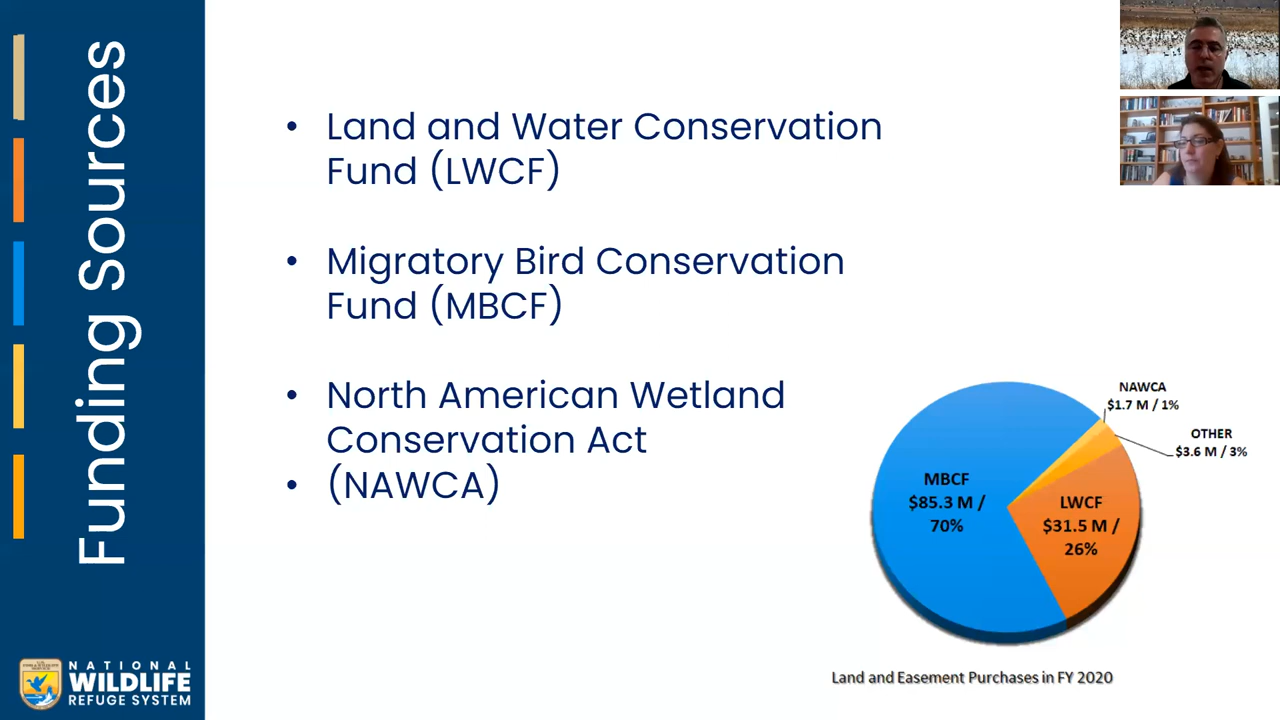 Funding Sources
• Land and Water Conservation
Fund (LWCF)
• Migratory Bird Conservation
Fund (MBCF)
• North American Wetland
Conservation Act
• (NAWCA)
NAWCA
$1.7 M / 1%
OTHER
$3.6 M / 3%
MBCF
$85.3 M /
70%
LWCF
$31.5 M /
26%
Land and Easement Purchases in FY 2020
NATIONAL
WILDLIFE
REFUGE SYSTEM